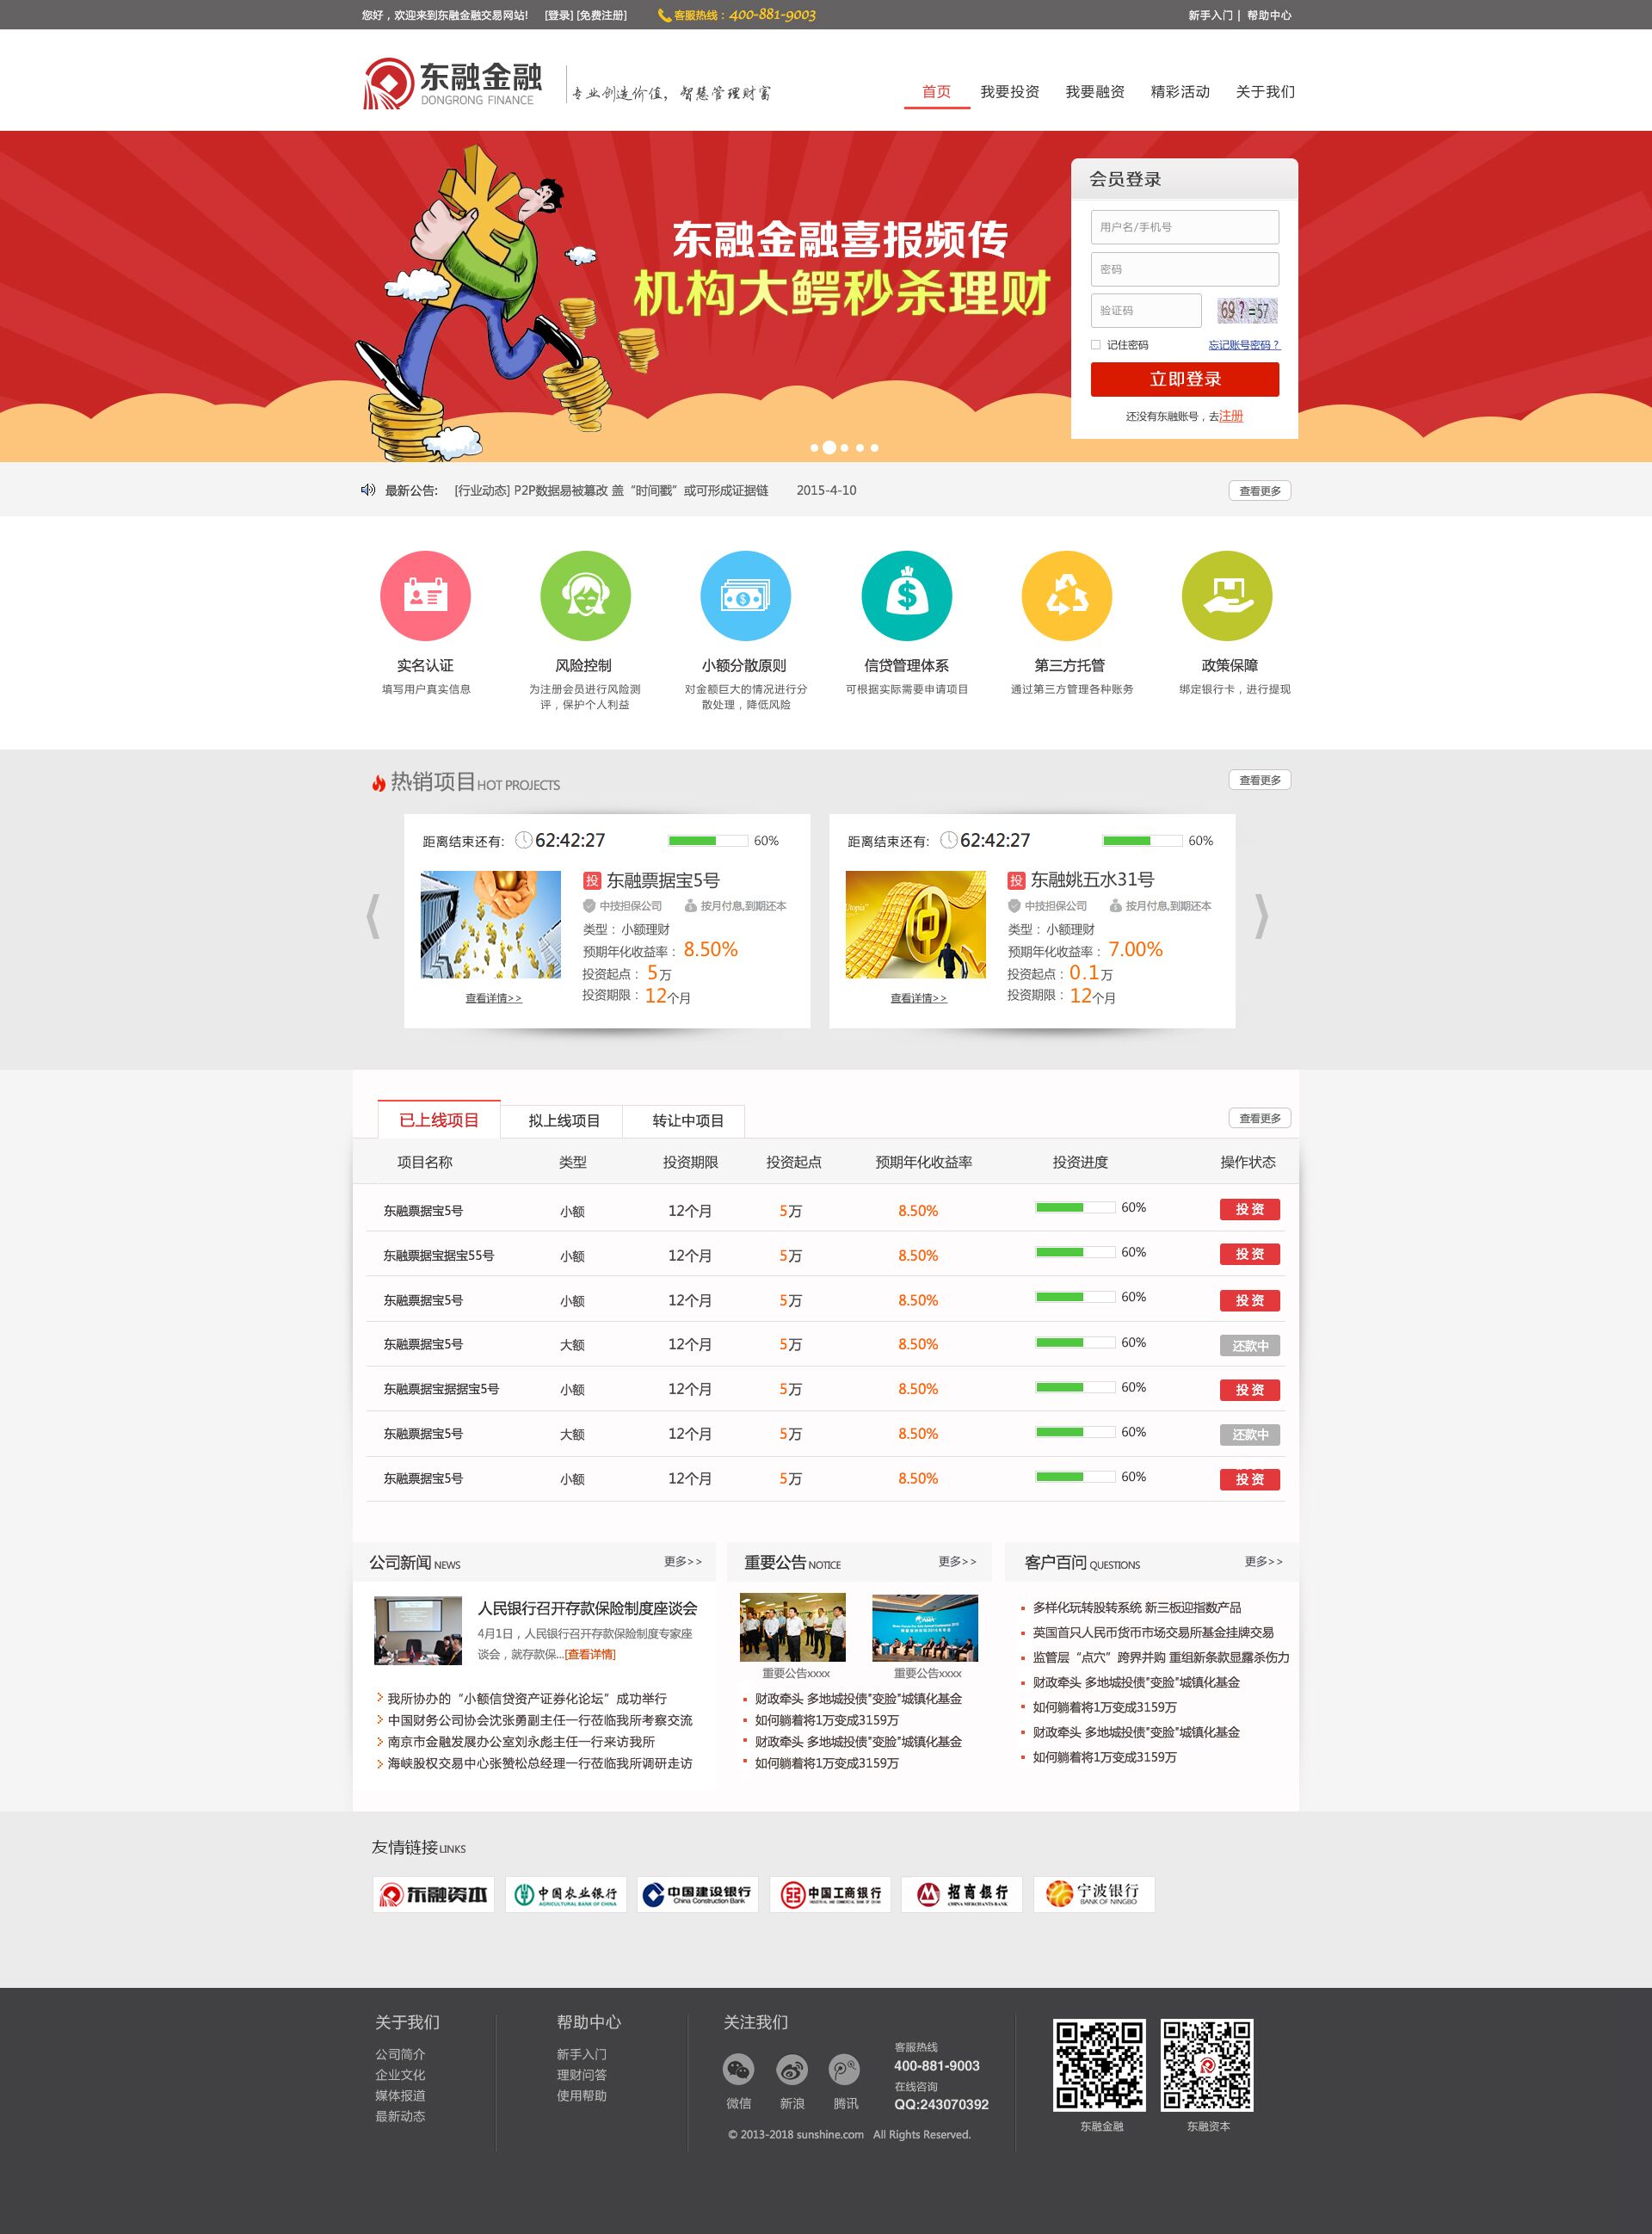 您好，欢迎来到东融金融交易网站! [登录] [免费注册] 客服热线：400-881-9003 新手入门 | 帮助中心
东融金融
DONGRONG FINANCE
专业创造价值，智慧管理财富
首页 我要投资 我要融资 精彩活动 关于我们
东融金融喜报频传
机构大鳄秒杀理财
会员登录
用户名/手机号
密码
验证码 69 ? =57
记住密码 忘记账号密码？
立即登录
还没有东融账号，去注册
最新公告: [行业动态] P2P数据易被篡改 盖“时间戳”或可形成证据链 2015-4-10 查看更多
实名认证 风险控制 小额分散原则 信贷管理体系 第三方托管 政策保障
填写用户真实信息 为注册会员进行风险测 对金额巨大的情况进行分 可根据实际需要申请项目 通过第三方管理各种账务 绑定银行卡，进行提现
评，保护个人利益 散处理，降低风险
热销项目HOT PROJECTS 查看更多
距离结束还有: 62:42:27 60%
投 东融票据宝5号
中技担保公司 按月付息,到期还本
类型：小额理财
预期年化收益率：8.50%
投资起点：5万
投资期限：12个月
查看详情>>
距离结束还有: 62:42:27 60%
Utopia"
投 东融姚五水31号
中技担保公司 按月付息,到期还本
类型：小额理财
预期年化收益率：7.00%
投资起点：0.1万
投资期限：12个月
查看详情>>
已上线项目 拟上线项目 转让中项目 查看更多
项目名称 类型 投资期限 投资起点 预期年化收益率 投资进度 操作状态
东融票据宝5号 小额 12个月 5万 8.50% 60% 投 资
东融票据宝据宝55号 小额 12个月 5万 8.50% 60% 投 资
东融票据宝5号 小额 12个月 5万 8.50% 60% 投 资
东融票据宝5号 大额 12个月 5万 8.50% 60% 还款中
东融票据宝据据宝5号 小额 12个月 5万 8.50% 60% 投 资
东融票据宝5号 大额 12个月 5万 8.50% 60% 还款中
东融票据宝5号 小额 12个月 5万 8.50% 60% 投 资
公司新闻 NEWS 更多>>
人民银行召开存款保险制度座谈会
4月1日，人民银行召开存款保险制度专家座
谈会，就存款保...[查看详情]
我所协办的“小额信贷资产证券化论坛”成功举行
中国财务公司协会沈张勇副主任一行莅临我所考察交流
南京市金融发展办公室刘永彪主任一行来访我所
海峡股权交易中心张赞松总经理一行莅临我所调研走访
重要公告 NOTICE 更多>>
重要公告xxxx 重要公告xxxx
财政牵头 多地城投债"变脸"城镇化基金
如何躺着将1万变成3159万
财政牵头 多地城投债"变脸"城镇化基金
如何躺着将1万变成3159万
客户百问 QUESTIONS 更多>>
多样化玩转股转系统 新三板迎指数产品
英国首只人民币货币市场交易所基金挂牌交易
监管层“点穴”跨界并购 重组新条款显露杀伤力
财政牵头 多地城投债"变脸"城镇化基金
如何躺着将1万变成3159万
财政牵头 多地城投债"变脸"城镇化基金
如何躺着将1万变成3159万
友情链接LINKS
东融资本 中国农业银行 中国建设银行 中国工商银行 招商银行 宁波银行
AGRICULTURAL BANK OF CHINA China Construction Bank INDUSTRIAL AND COMMERCIAL BANK OF CHINA CHINA MERCHANTS BANK BANK OF NINGBO
关于我们
公司简介
企业文化
媒体报道
最新动态
帮助中心
新手入门
理财问答
使用帮助
关注我们
微信 新浪 腾讯
客服热线
400-881-9003
在线咨询
QQ:243070392
© 2013-2018 sunshine.com All Rights Reserved.
东融金融 东融资本